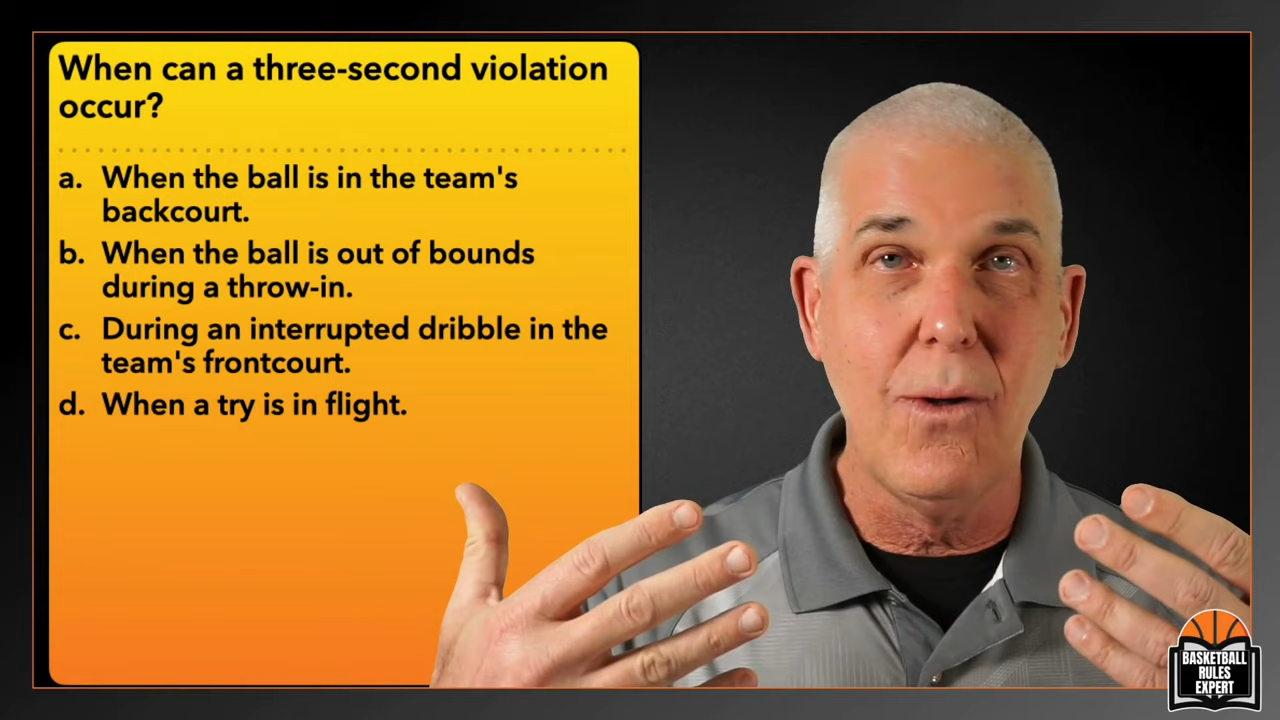 When can a three-second violation
occur?
a. When the ball is in the team's
backcourt.
b. When the ball is out of bounds
during a throw-in.
c. During an interrupted dribble in the
team's frontcourt.
d. When a try is in flight.
BASKETBALL
RULES
EXPERT